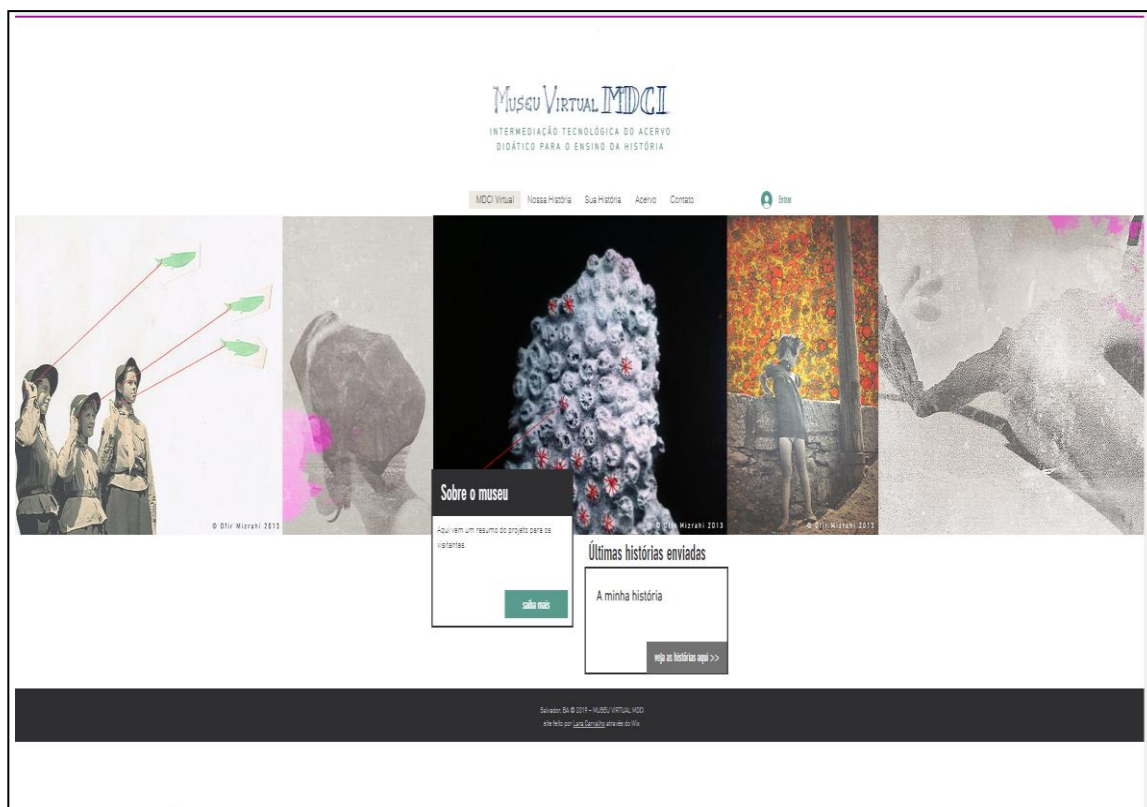 MUSEU VIRTUAL MDCI
INTERMEDIAÇÃO TECNOLÓGICA DO ACERVO
DIDÁTICO PARA O ENSINO DA HISTÓRIA
MDCI Virtual Nossa História Sua História Acervo Contato Entrar
© Ofir Mizrahi 2013
© Ofir Mizrahi 2013
© Ofir Mizrahi 2013
Sobre o museu
Aqui vem um resumo do projeto para os
visitantes.
saiba mais
Últimas histórias enviadas
A minha história
veja as histórias aqui >>
Salvador, BA © 2019 – MUSEU VIRTUAL MDCI
site feito por Lara Carvalho através do Wix